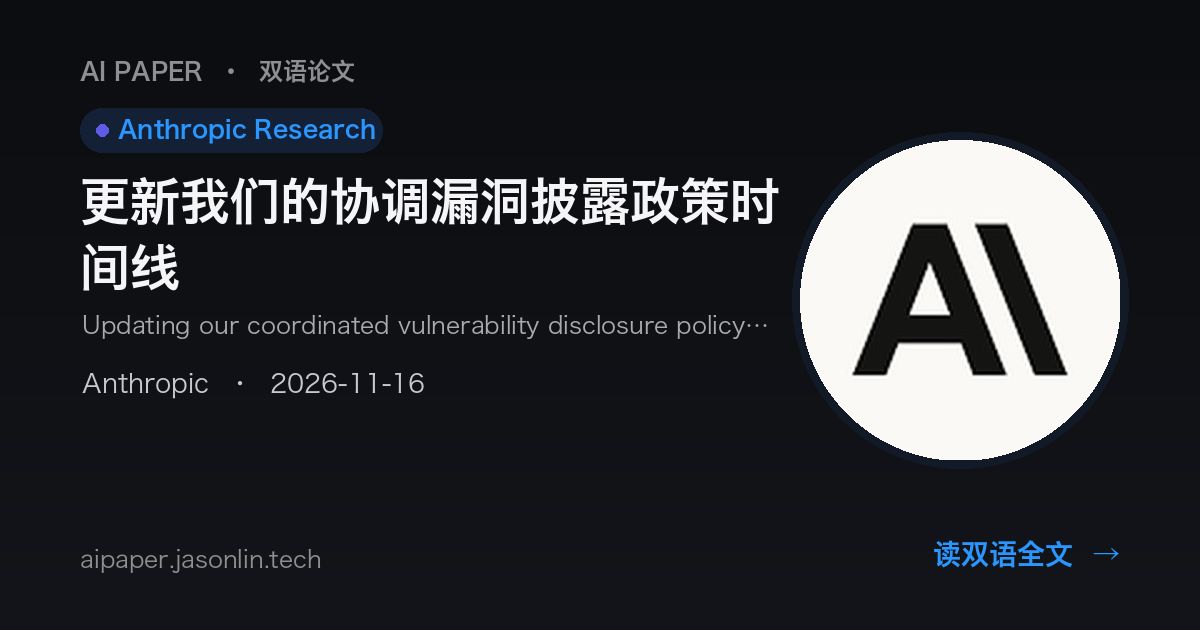 AI PAPER · 双语论文
Anthropic Research
更新我们的协调漏洞披露政策时
间线
Updating our coordinated vulnerability disclosure policy…
Anthropic · 2026-11-16
aipaper.jasonlin.tech
读双语全文 →